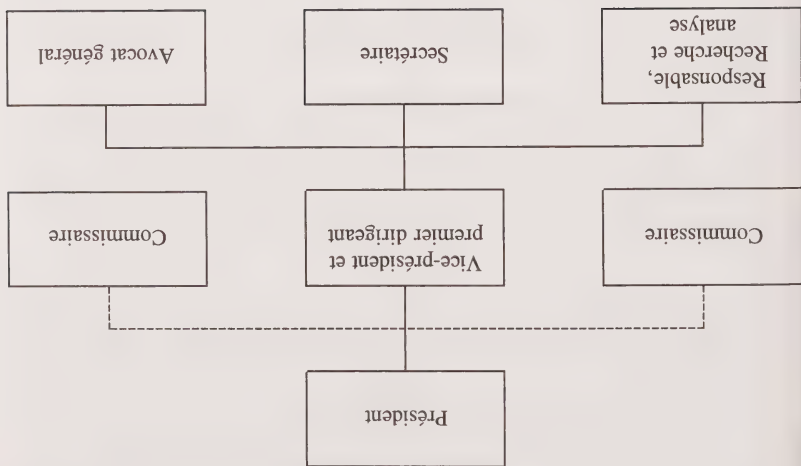 Président
Commissaire
Vice-président et
premier dirigeant
Commissaire
Responsable,
Recherche et
analyse
Secrétaire
Avocat général